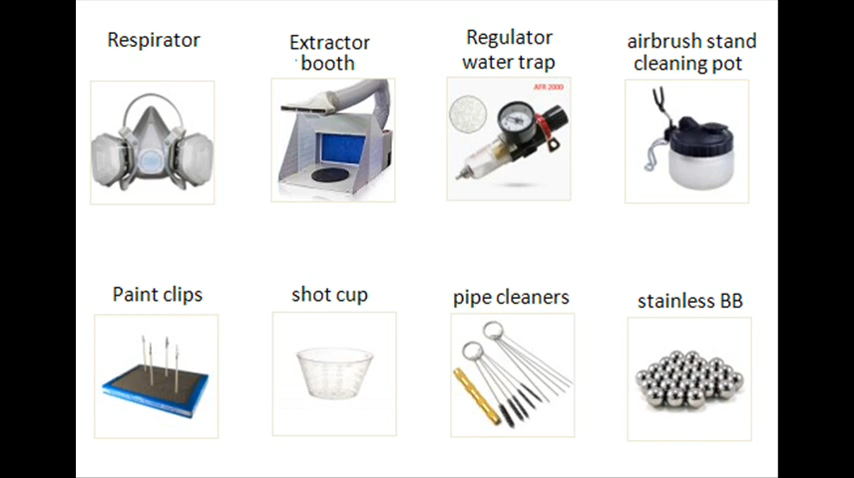 Respirator
Extractor
booth
Regulator
water trap
airbrush stand
cleaning pot
AFR 2000
Paint clips
shot cup
pipe cleaners
stainless BB